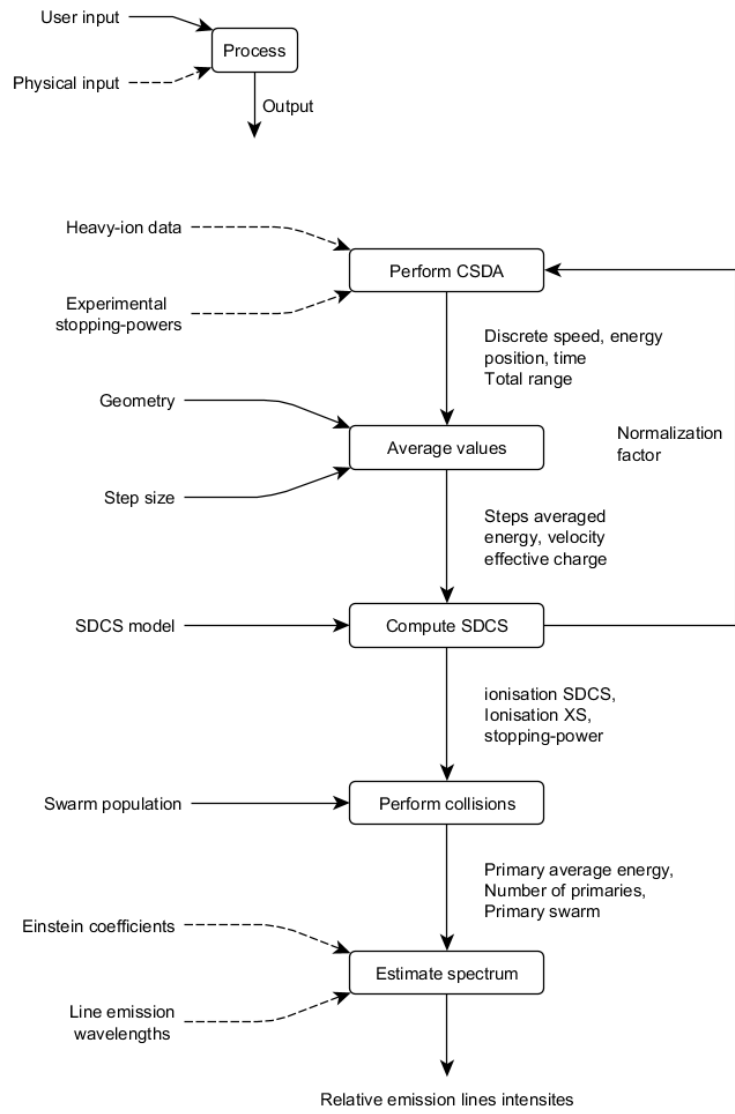 User input
Process
Physical input
Output
Heavy-ion data
Perform CSDA
Experimental
stopping-powers
Discrete speed, energy
position, time
Total range
Geometry
Normalization
factor
Average values
Step size
Steps averaged
energy, velocity
effective charge
SDCS model
Compute SDCS
ionisation SDCS,
Ionisation XS,
stopping-power
Swarm population
Perform collisions
Primary average energy,
Number of primaries,
Primary swarm
Einstein coefficients
Estimate spectrum
Line emission
wavelengths
Relative emission lines intensites